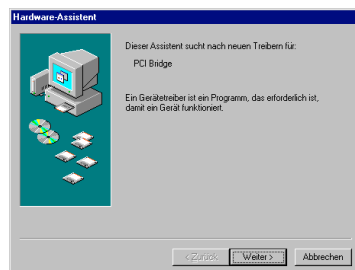 Hardware-Assistent
Dieser Assistent sucht nach neuen Treibern für:
PCI Bridge
Ein Gerätetreiber ist ein Programm, das erforderlich ist,
damit ein Gerät funktioniert.
< Zurück Weiter > Abbrechen